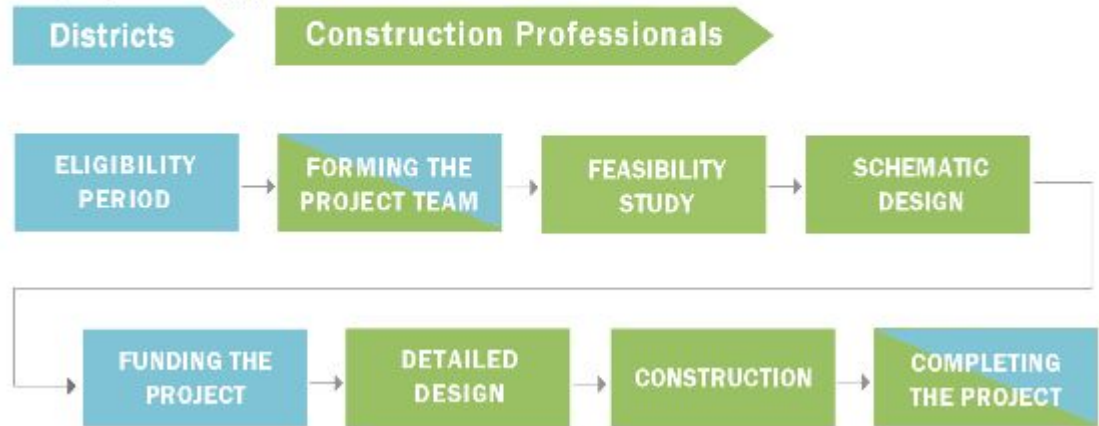 Districts
Construction Professionals
ELIGIBILITY
PERIOD
FORMING THE
PROJECT TEAM
FEASIBILITY
STUDY
SCHEMATIC
DESIGN
FUNDING THE
PROJECT
DETAILED
DESIGN
CONSTRUCTION
COMPLETING
THE PROJECT